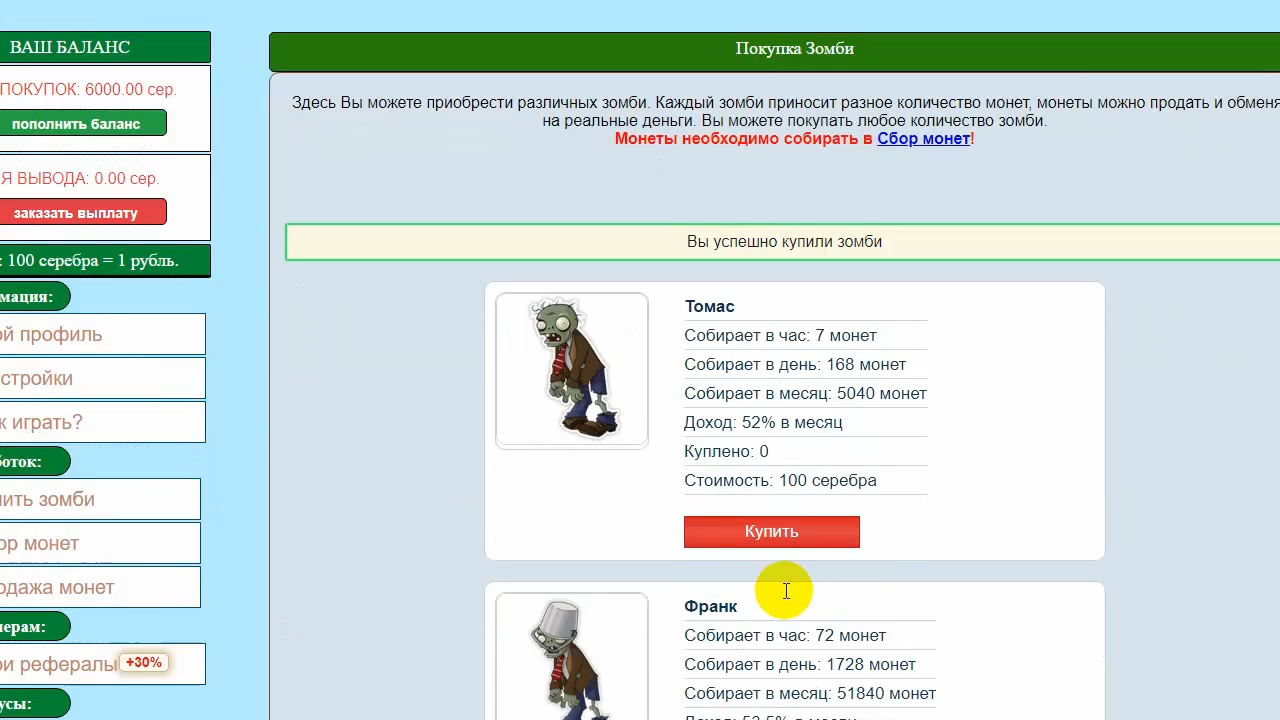 ВАШ БАЛАНС
ПОКУПОК: 6000.00 сер.
пополнить баланс
Я ВЫВОДА: 0.00 сер.
заказать выплату
: 100 серебра = 1 рубль.
мация:
ой профиль
стройки
к играть?
боток:
ить зомби
ор монет
одажа монет
нерам:
ои рефералы +30%
усы:
Покупка Зомби
Здесь Вы можете приобрести различных зомби. Каждый зомби приносит разное количество монет, монеты можно продать и обменя
на реальные деньги. Вы можете покупать любое количество зомби.
Монеты необходимо собирать в Сбор монет!
Вы успешно купили зомби
Томас
Собирает в час: 7 монет
Собирает в день: 168 монет
Собирает в месяц: 5040 монет
Доход: 52% в месяц
Куплено: 0
Стоимость: 100 серебра
Купить
Франк
Собирает в час: 72 монет
Собирает в день: 1728 монет
Собирает в месяц: 51840 монет